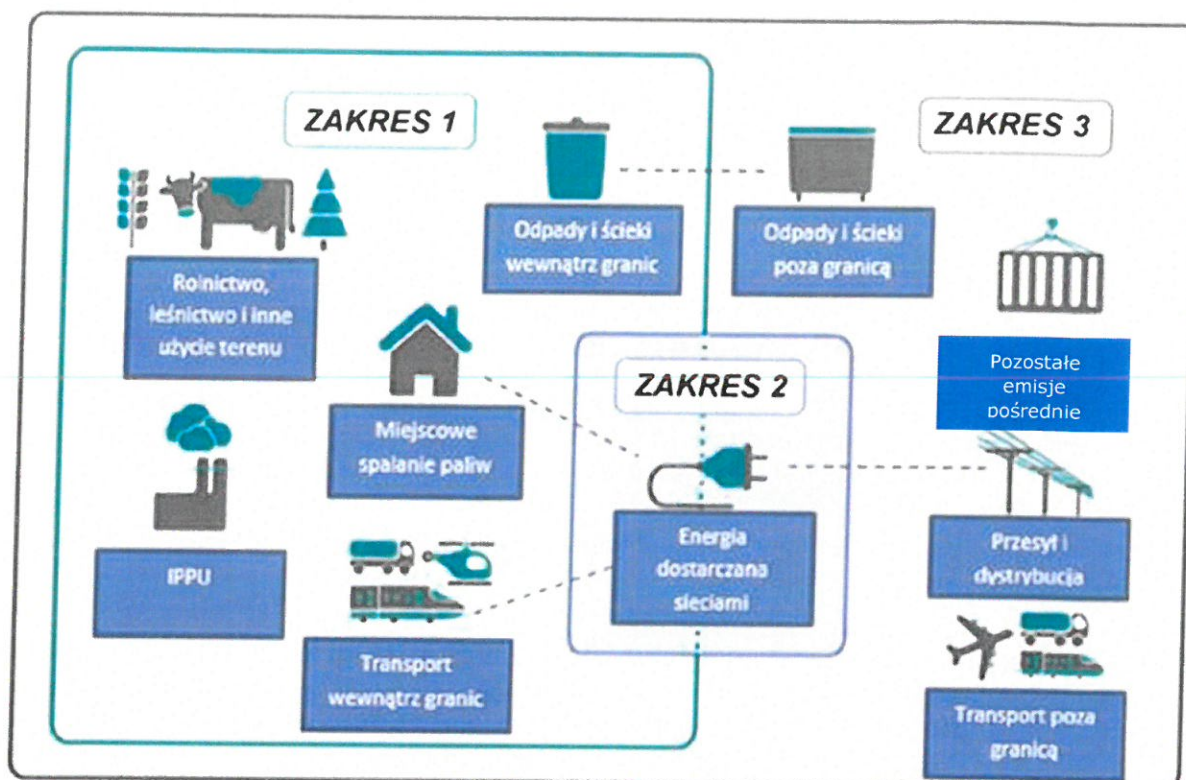 ZAKRES 1
ZAKRES 3
Odpady i ścieki
wewnątrz granic
Odpady i ścieki
poza granicą
Rolnictwo,
leśnictwo i inne
użycie terenu
ZAKRES 2
Pozostałe
emisje
pośrednie
Miejscowe
spalanie paliw
IPPU
Energia
dostarczana
sieciami
Przesył i
dystrybucja
Transport
wewnątrz granic
Transport poza
granicą